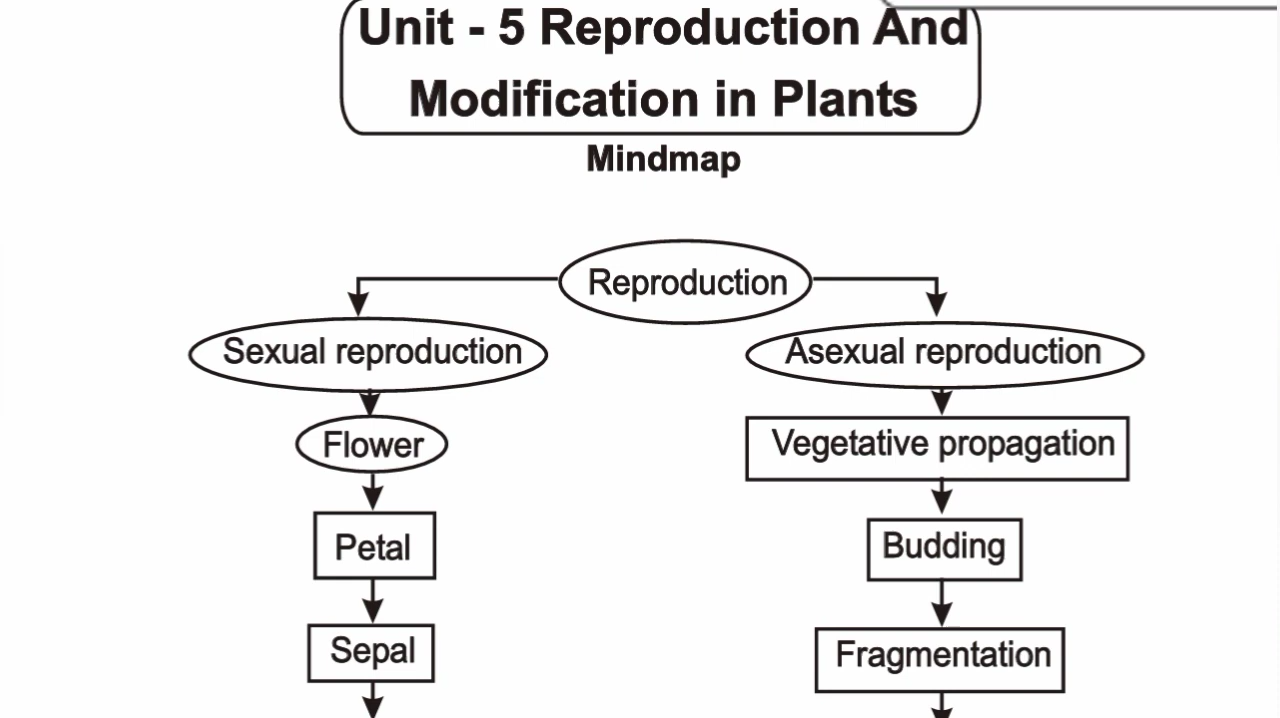 Unit - 5 Reproduction And
Modification in Plants
Mindmap
Reproduction
Sexual reproduction
Asexual reproduction
Flower
Vegetative propagation
Petal
Budding
Sepal
Fragmentation